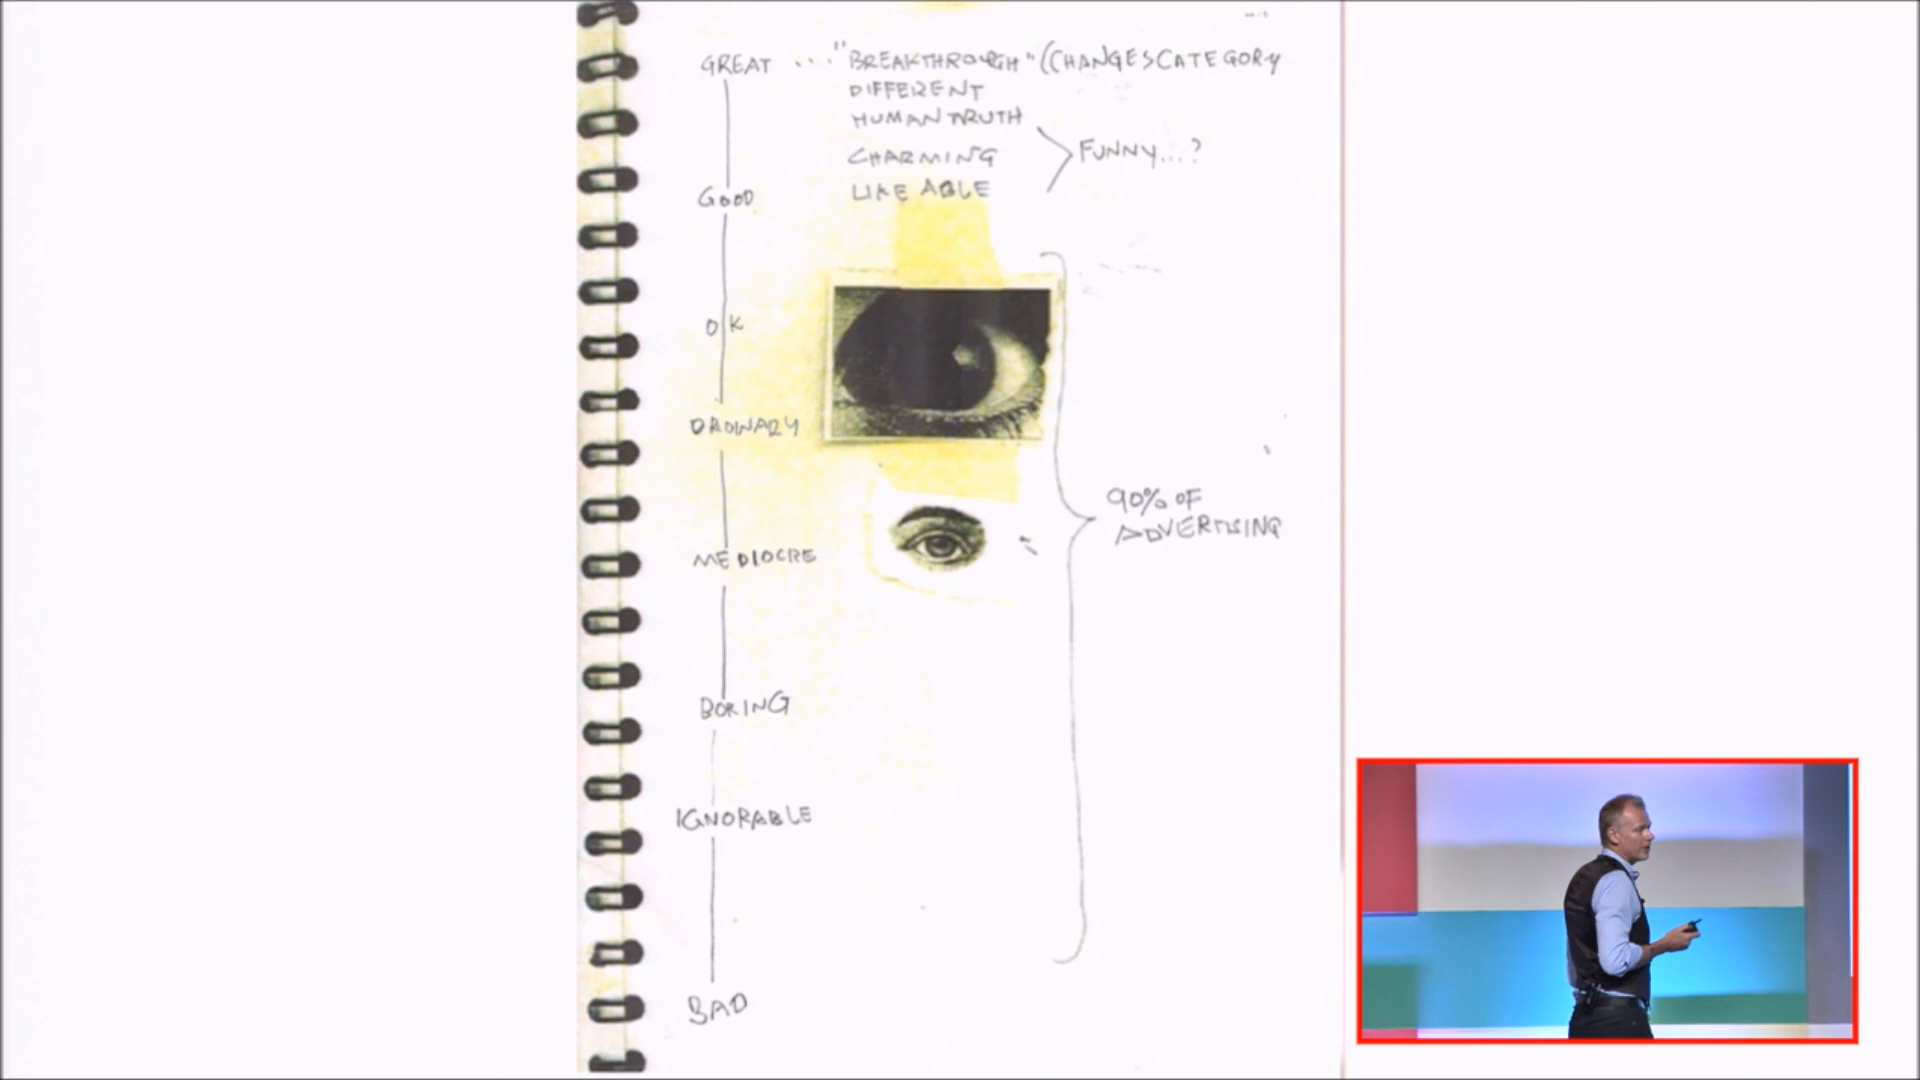 GREAT ... "BREAKTHROUGH" (CHANGES CATEGORY
DIFFERENT
HUMAN TRUTH
CHARMING
FUNNY...?
LIKEABLE
GOOD
OK
ORDINARY
90% OF
ADVERTISING
MEDIOCRE
BORING
IGNORABLE
BAD